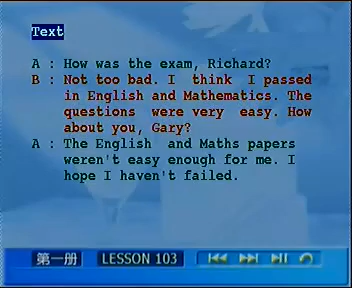 Text
A : How was the exam, Richard?
B : Not too bad. I think I passed
in English and Mathematics. The
questions were very easy. How
about you, Gary?
A : The English and Maths papers
weren't easy enough for me. I
hope I haven't failed.
第一册 LESSON 103